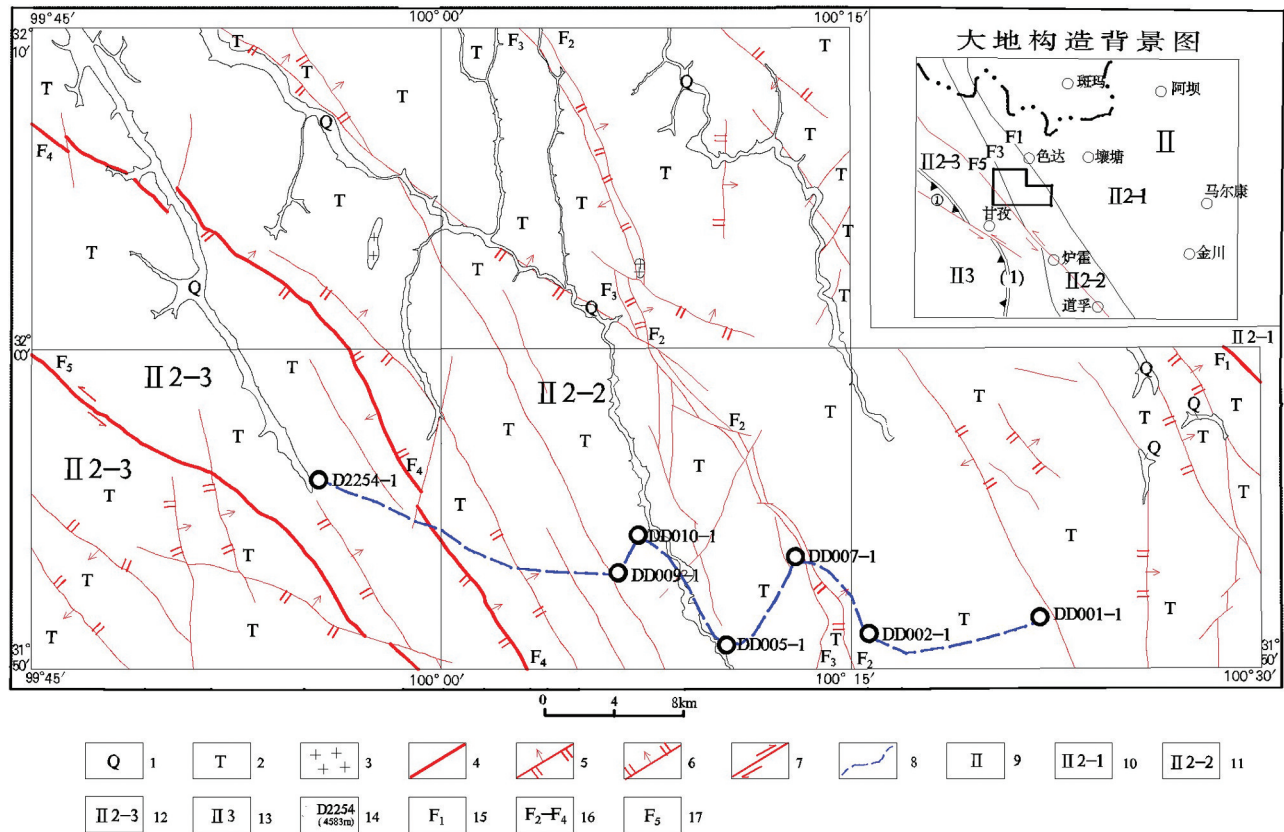 99°45′ 100°00′ 100°15′
32°
10′
大地构造背景图
斑玛
阿坝
Ⅱ
F1
F3
F5
色达
壤塘
Ⅱ2-3
Ⅱ2-1
马尔康
①
甘孜
炉霍
金川
Ⅱ3
(1)
Ⅱ2-2
道孚
T T T T T
F3 F2
Q
Q
T
T
F4
T
T
T
T
T
Q
T
F3
Q
F2
T
Ⅱ2-1
32°
00′
F5
Ⅱ2-3
T
T
Ⅱ2-2
T
T
F1
Q
T
Q
T
T
F2
T
T
T
Q
Ⅱ2-3
T
D2254-1
F4
T
T
T
T
DD010-1
DD009-1
DD007-1
T
T
T
DD005-1
DD002-1
DD001-1
T
F4
F3
F2
31°
50′
31°
50′
99°45′ 100°00′ 100°15′ 100°30′
0 4 8km
Q 1 T 2 3 4 5 6 7 8 Ⅱ 9 Ⅱ2-1 10 Ⅱ2-2 11
Ⅱ2-3 12 Ⅱ3 13 D2254 (4583m) 14 F1 15 F2-F4 16 F5 17